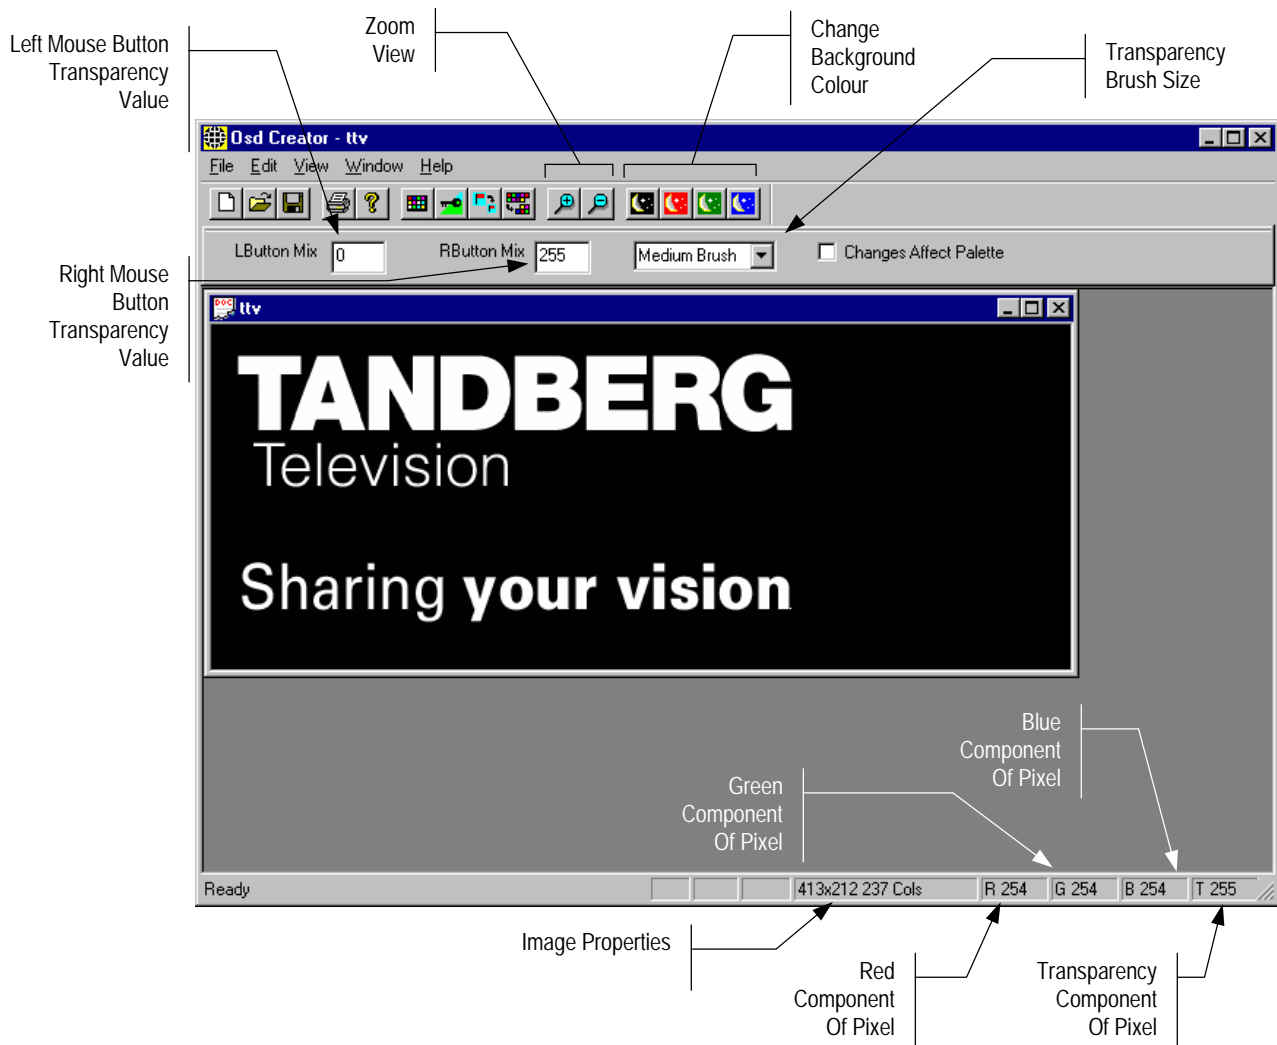 Left Mouse Button
Transparency
Value
Zoom
View
Change
Background
Colour
Transparency
Brush Size
Osd Creator - ttv
File Edit View Window Help
LButton Mix 0 RButton Mix 255 Medium Brush Changes Affect Palette
Right Mouse
Button
Transparency
Value
DOC ttv
TANDBERG
Television
Sharing your vision
Blue
Component
Of Pixel
Green
Component
Of Pixel
Ready 413x212 237 Cols R 254 G 254 B 254 T 255
Image Properties
Red
Component
Of Pixel
Transparency
Component
Of Pixel